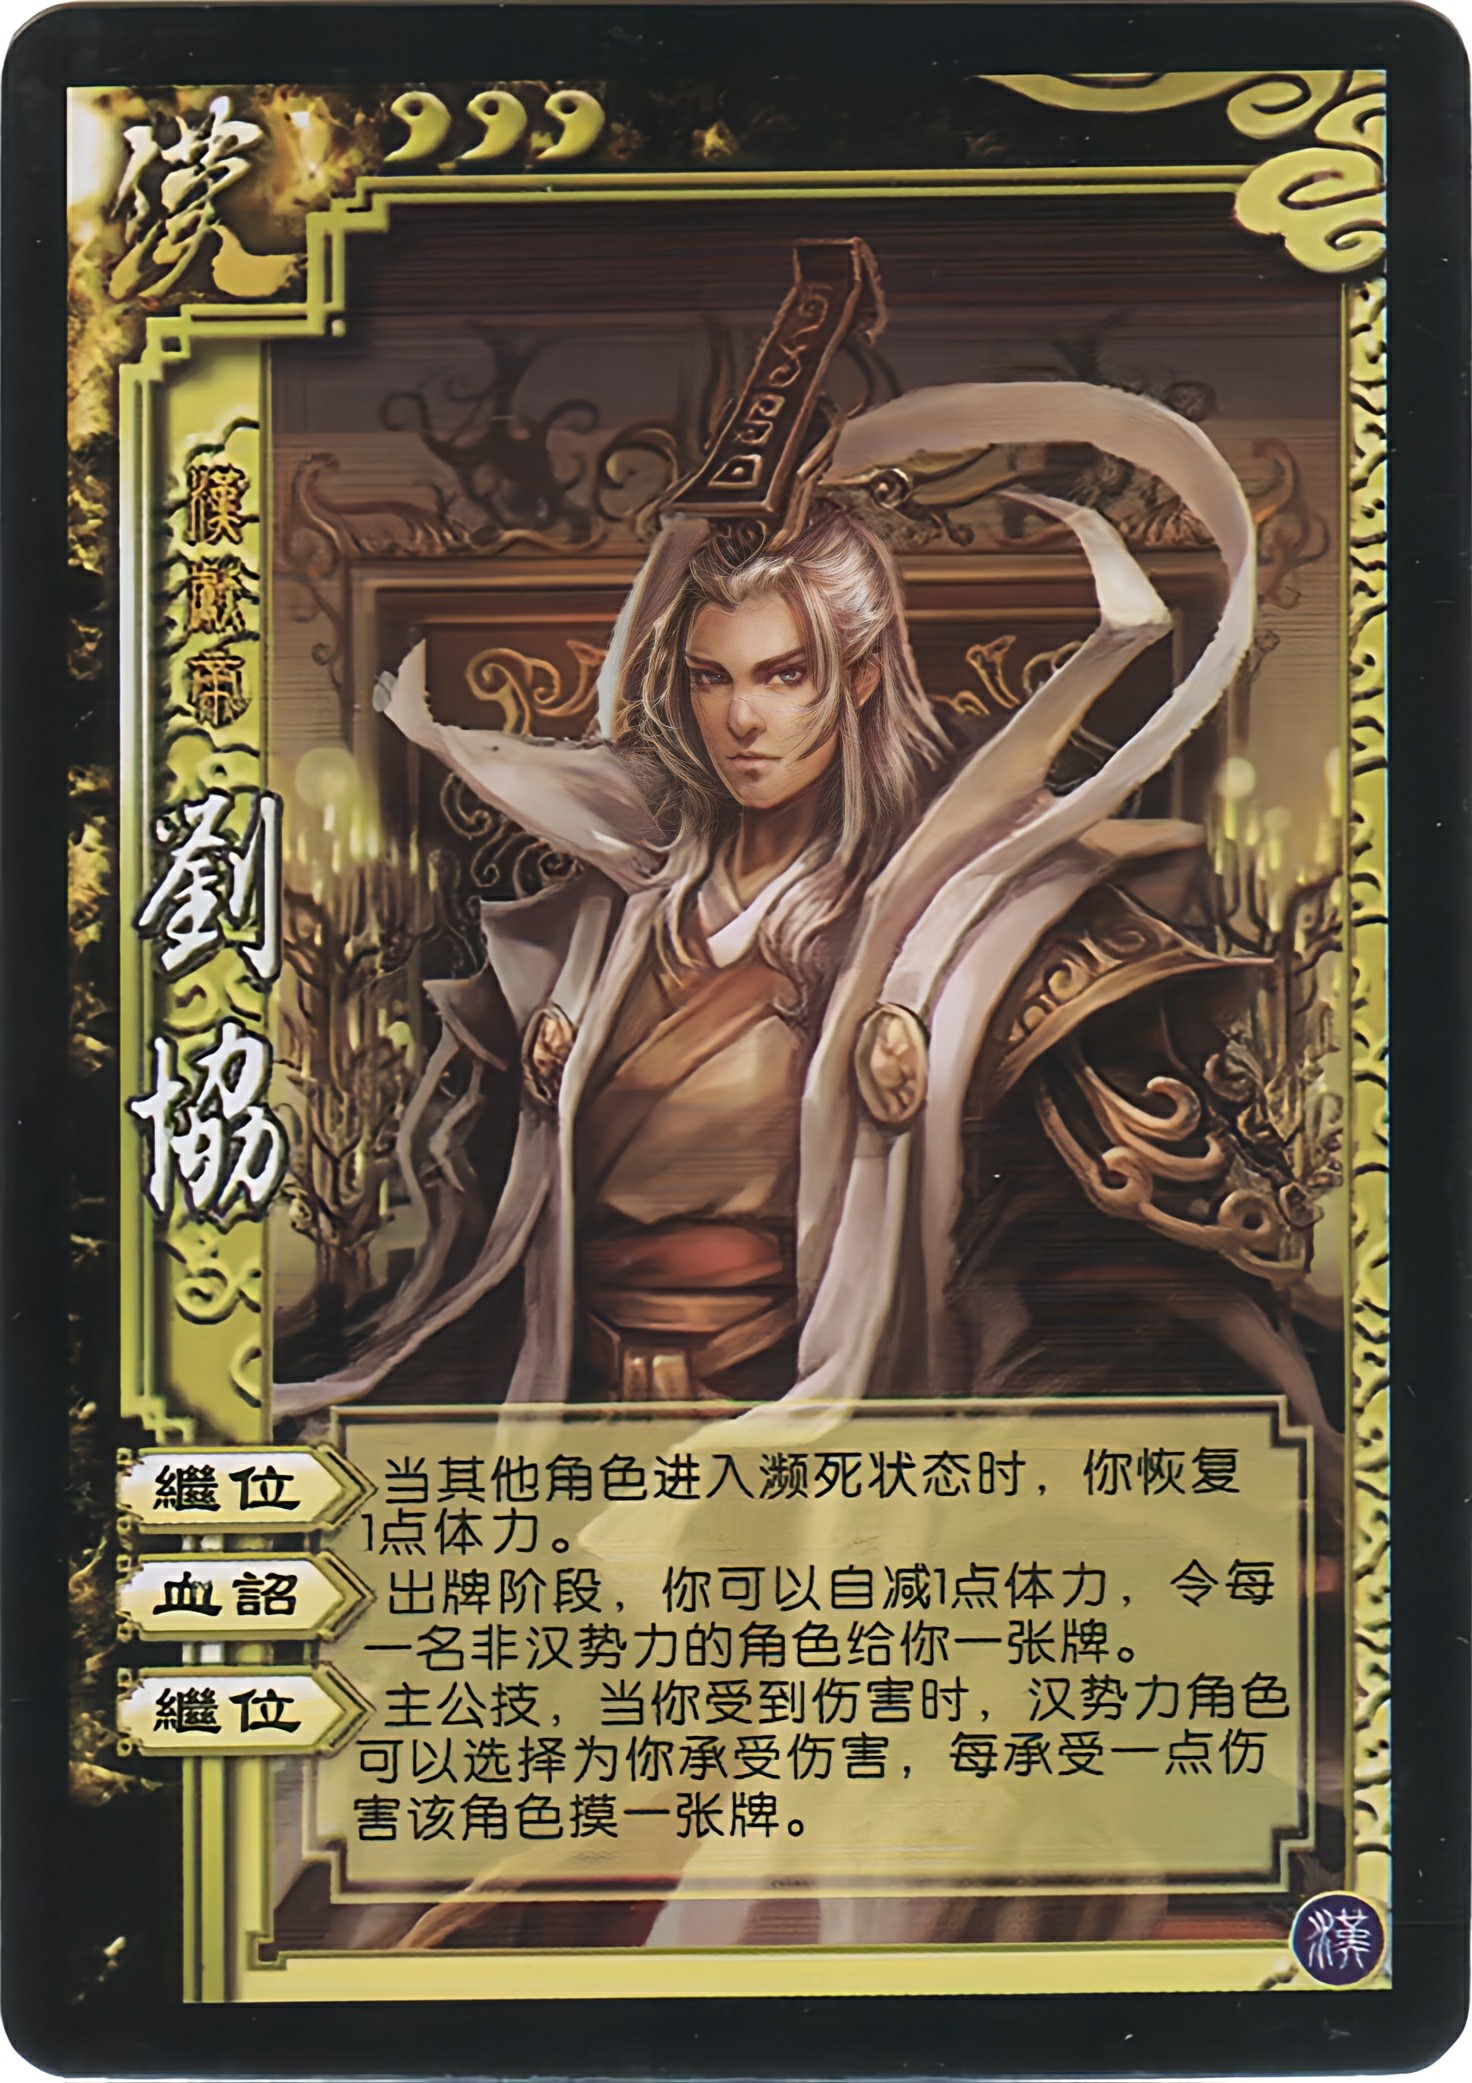 漢
漢獻帝
劉協
繼位
当其他角色进入濒死状态时，你恢复
1点体力。
血詔
出牌阶段，你可以自减1点体力，令每
一名非汉势力的角色给你一张牌。
繼位
主公技，当你受到伤害时，汉势力角色
可以选择为你承受伤害，每承受一点伤
害该角色摸一张牌。
漢